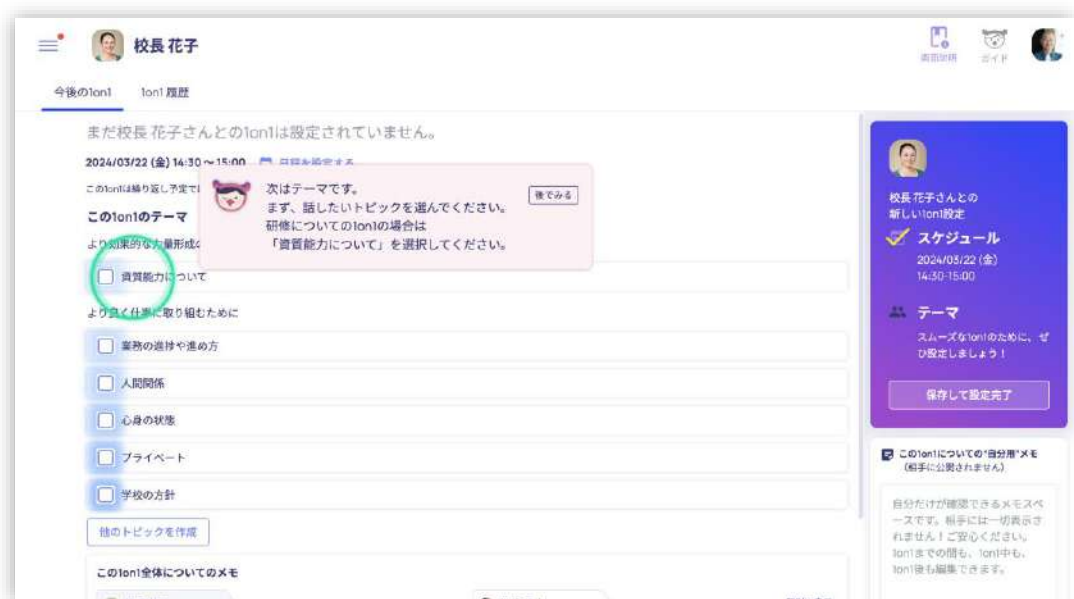 校長 花子
画面説明
ガイド
今後の1on1
1on1 履歴
まだ校長 花子さんとの1on1は設定されていません。
2024/03/22 (金) 14:30 ~ 15:00
日程を設定する
この1on1は繰り返し予定で
次はテーマです。
まず、話したいトピックを選んでください。
研修についての1on1の場合は
「資質能力について」を選択してください。
後でみる
この1on1のテーマ
より効果的な力量形成の
資質能力について
より良く仕事に取り組むために
業務の進捗や進め方
人間関係
心身の状態
プライベート
学校の方針
他のトピックを作成
この1on1全体についてのメモ
校長 花子さんとの
新しい1on1設定
スケジュール
2024/03/22 (金)
14:30-15:00
テーマ
スムーズな1on1のために、ぜ
ひ設定しましょう！
保存して設定完了
この1on1についての"自分用"メモ
(相手に公開されません)
自分だけが確認できるメモスペ
ースです。相手には一切表示さ
れません！ご安心ください。
1on1までの間も、1on1中も、
1on1後も編集できます。